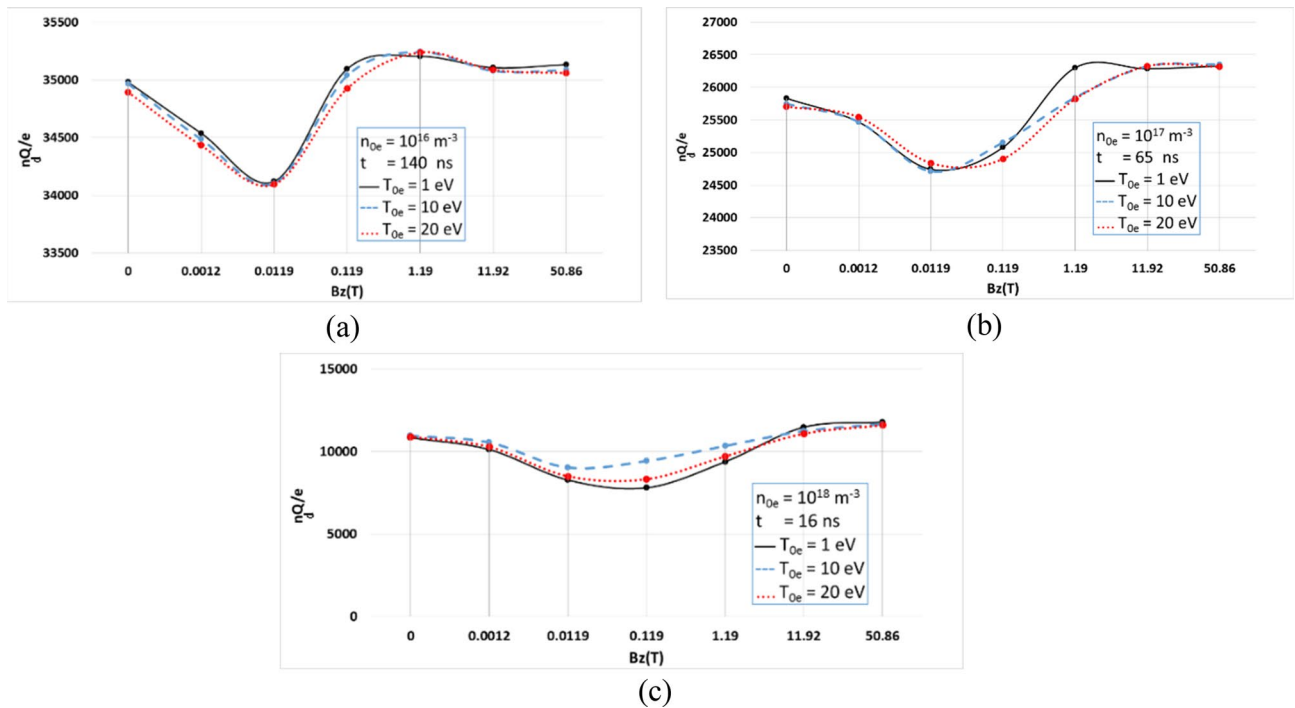 35500
35000
34500
34000
33500
nQd/e
n0e = 10^16 m-3
t = 140 ns
T0e = 1 eV
T0e = 10 eV
T0e = 20 eV
0 0.0012 0.0119 0.119 1.19 11.92 50.86
Bz(T)
(a)
27000
26500
26000
25500
25000
24500
24000
23500
nQd/e
n0e = 10^17 m-3
t = 65 ns
T0e = 1 eV
T0e = 10 eV
T0e = 20 eV
0 0.0012 0.0119 0.119 1.19 11.92 50.86
Bz(T)
(b)
15000
10000
5000
0
nQd/e
n0e = 10^18 m-3
t = 16 ns
T0e = 1 eV
T0e = 10 eV
T0e = 20 eV
0 0.0012 0.0119 0.119 1.19 11.92 50.86
Bz(T)
(c)